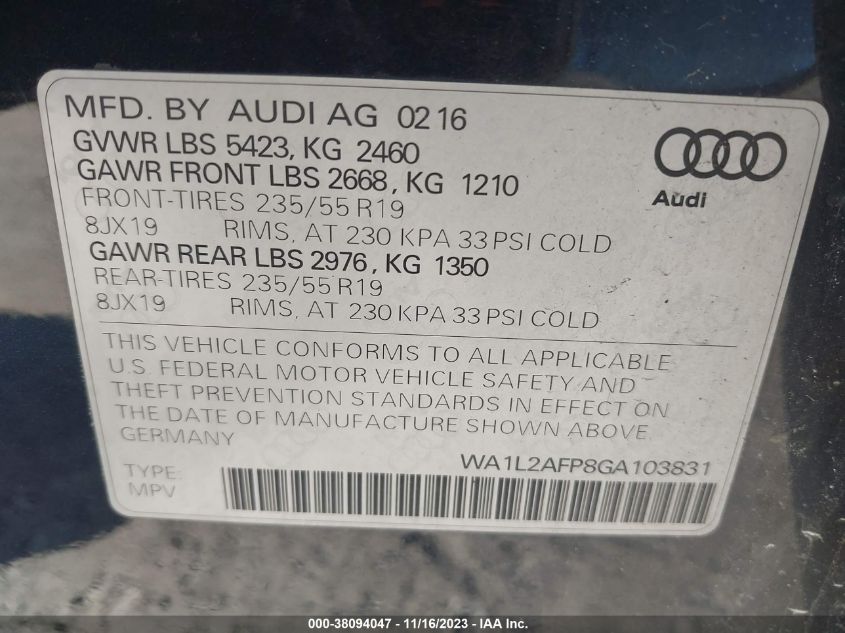 MFD. BY AUDI AG 02 16
GVWR LBS 5423, KG 2460
GAWR FRONT LBS 2668, KG 1210
FRONT-TIRES 235/55 R19
8JX19 RIMS, AT 230 KPA 33 PSI COLD
GAWR REAR LBS 2976, KG 1350
REAR-TIRES 235/55 R19
8JX19 RIMS, AT 230 KPA 33 PSI COLD
Audi
THIS VEHICLE CONFORMS TO ALL APPLICABLE
U.S. FEDERAL MOTOR VEHICLE SAFETY AND
THEFT PREVENTION STANDARDS IN EFFECT ON
THE DATE OF MANUFACTURE SHOWN ABOVE.
GERMANY
WA1L2AFP8GA103831
TYPE:
MPV
000-38094047 - 11/16/2023 - WA, Inc.